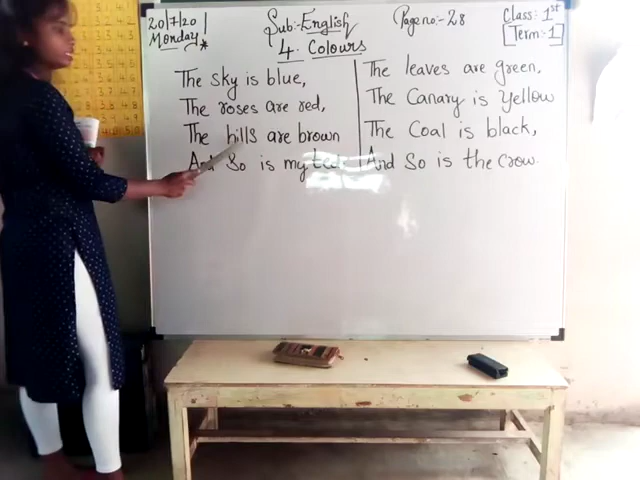 20/7/20
Monday
Sub:- English
Page no:- 28
Class:- 1st
[Term:-1]
4. Colours
The sky is blue,
The roses are red,
The hills are brown
And So is my
The leaves are green,
The Canary is Yellow
The Coal is black,
And So is the Crow.